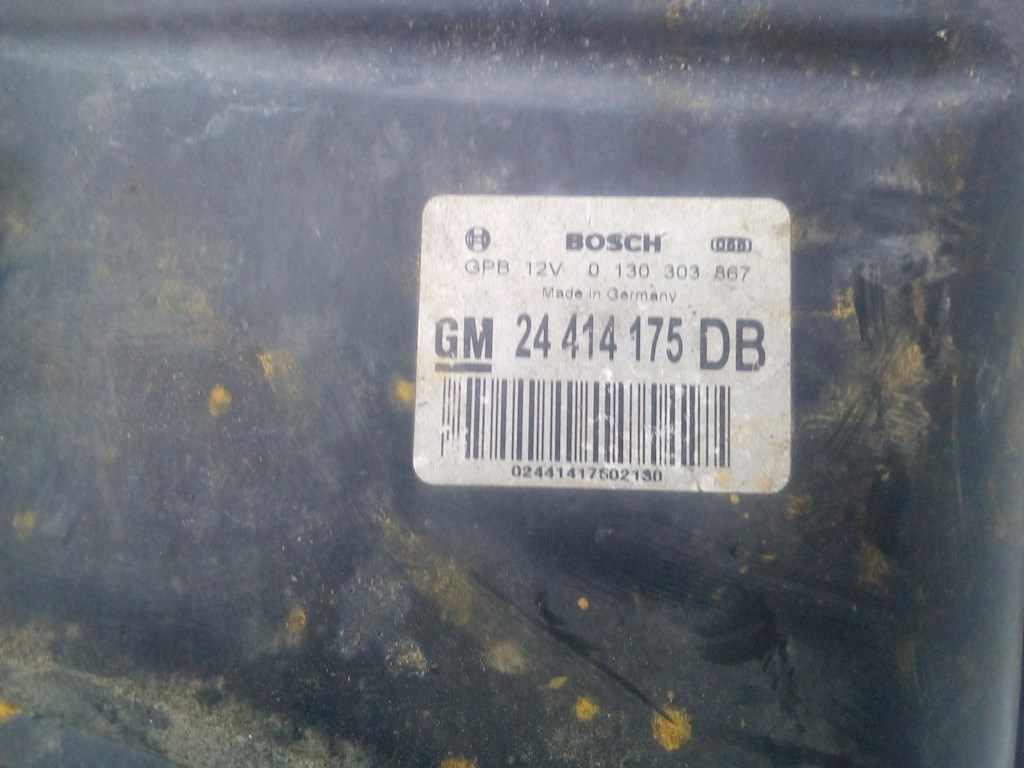 BOSCH
GPB 12V 0 130 303 867
Made in Germany
GM 24 414 175 DB
02441417502130